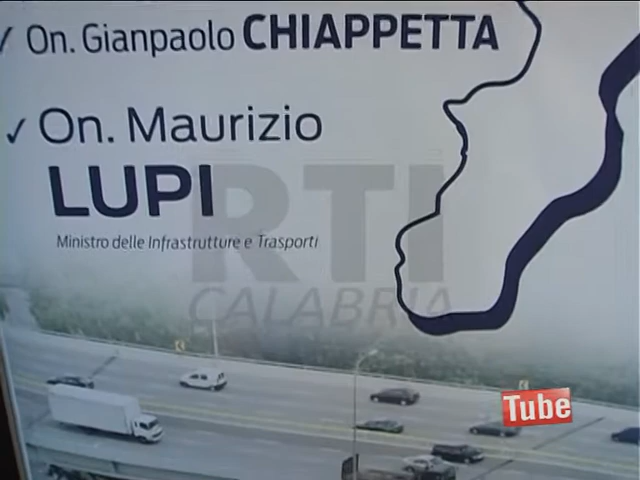 ✓ On. Gianpaolo CHIAPPETTA
✓ On. Maurizio
LUPI
Ministro delle Infrastrutture e Trasporti
RTI
CALABRIA
Tube